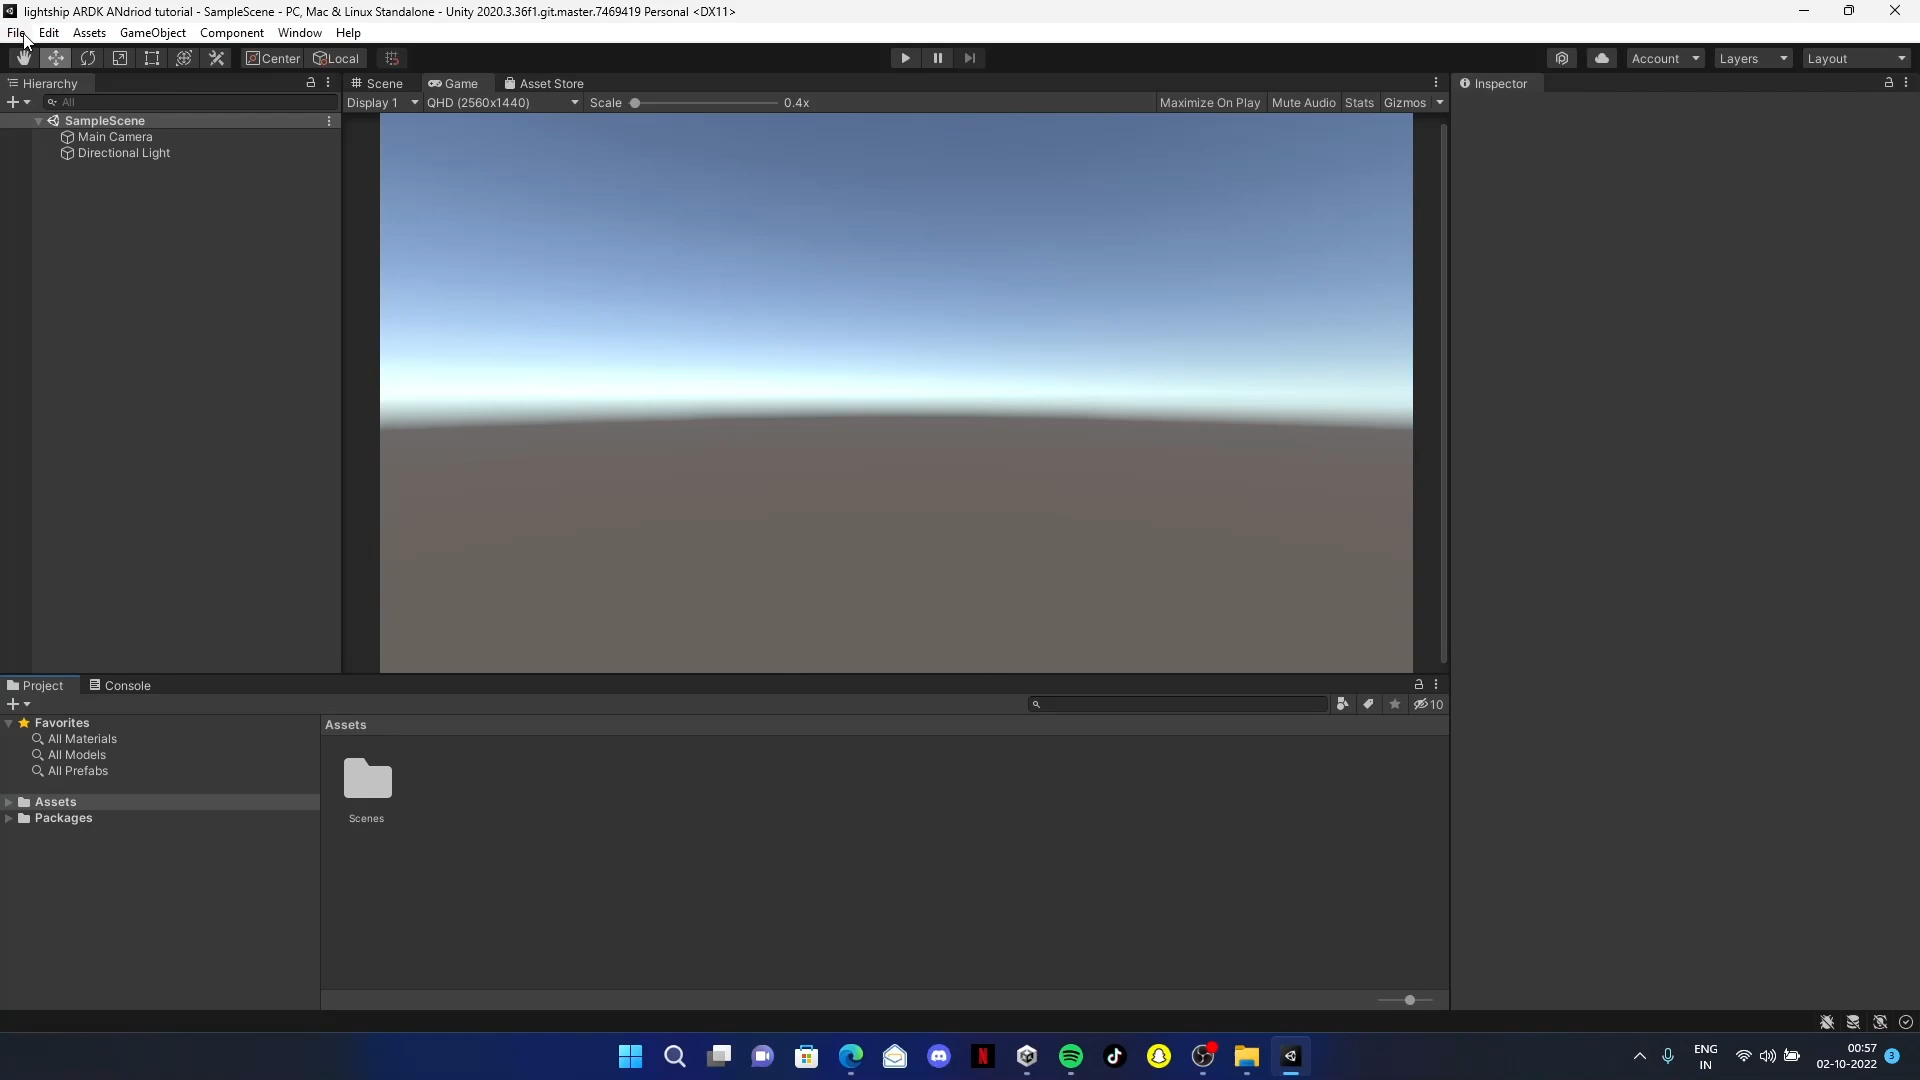 lightship ARDK ANdriod tutorial - SampleScene - PC, Mac & Linux Standalone - Unity 2020.3.36f1.git.master.7469419 Personal <DX11>
File Edit Assets GameObject Component Window Help
Center Local Account Layers Layout
Hierarchy Scene Game Asset Store Inspector
All Display 1 QHD (2560x1440) Scale 0.4x Maximize On Play Mute Audio Stats Gizmos
SampleScene
Main Camera
Directional Light
Project Console
10
Favorites Assets
All Materials
All Models
All Prefabs
Assets
Packages
Scenes
ENG
IN
00:57
02-10-2022
3